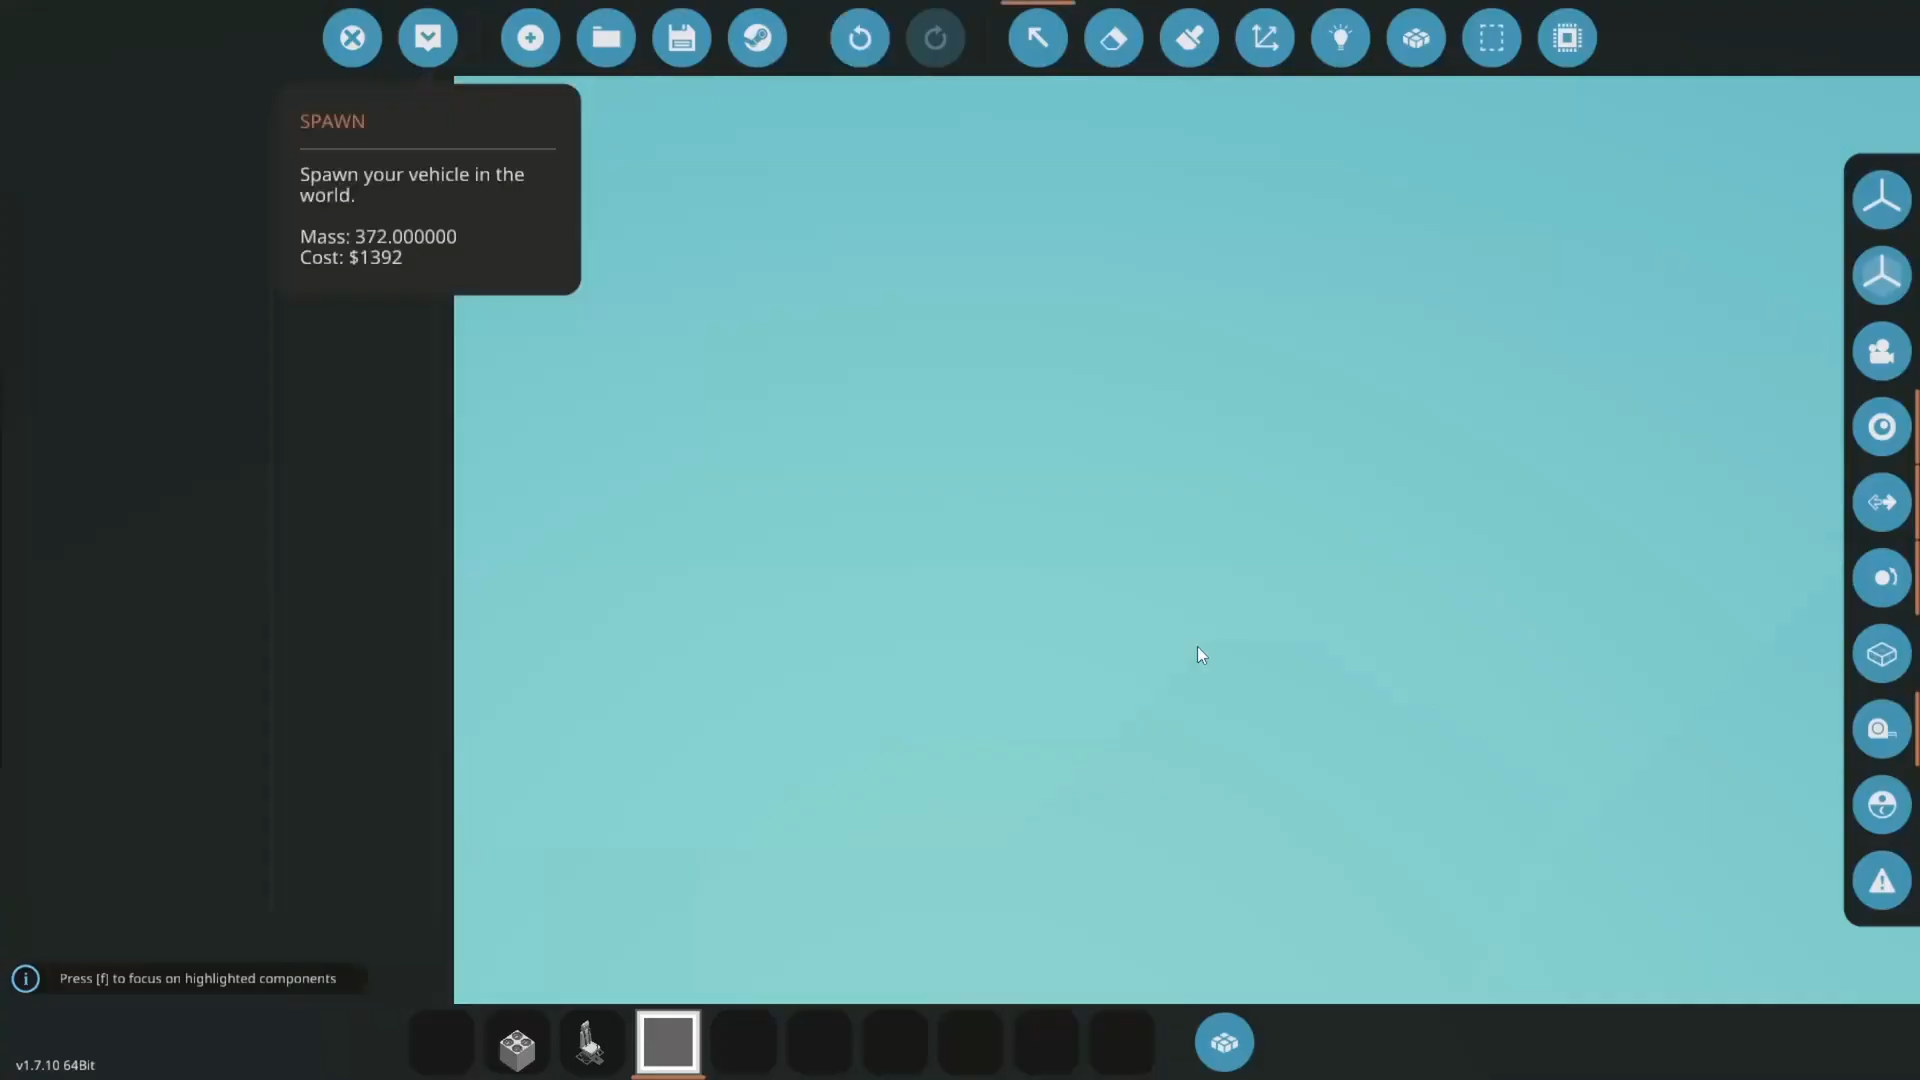 SPAWN
Spawn your vehicle in the
world.
Mass: 372.000000
Cost: $1392
Press [f] to focus on highlighted components
v1.7.10 64Bit